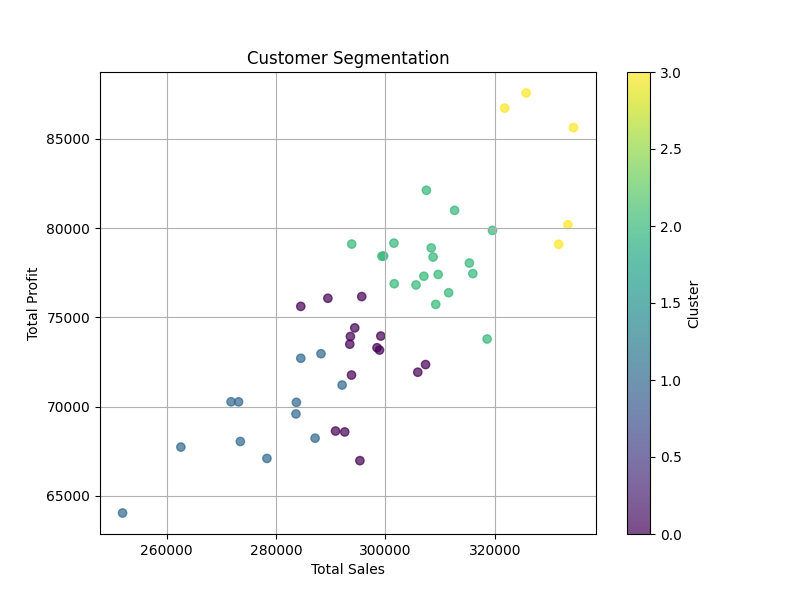 Customer Segmentation
Total Profit
85000
80000
75000
70000
65000
260000 280000 300000 320000
Total Sales
3.0
2.5
2.0
1.5
1.0
0.5
0.0
Cluster